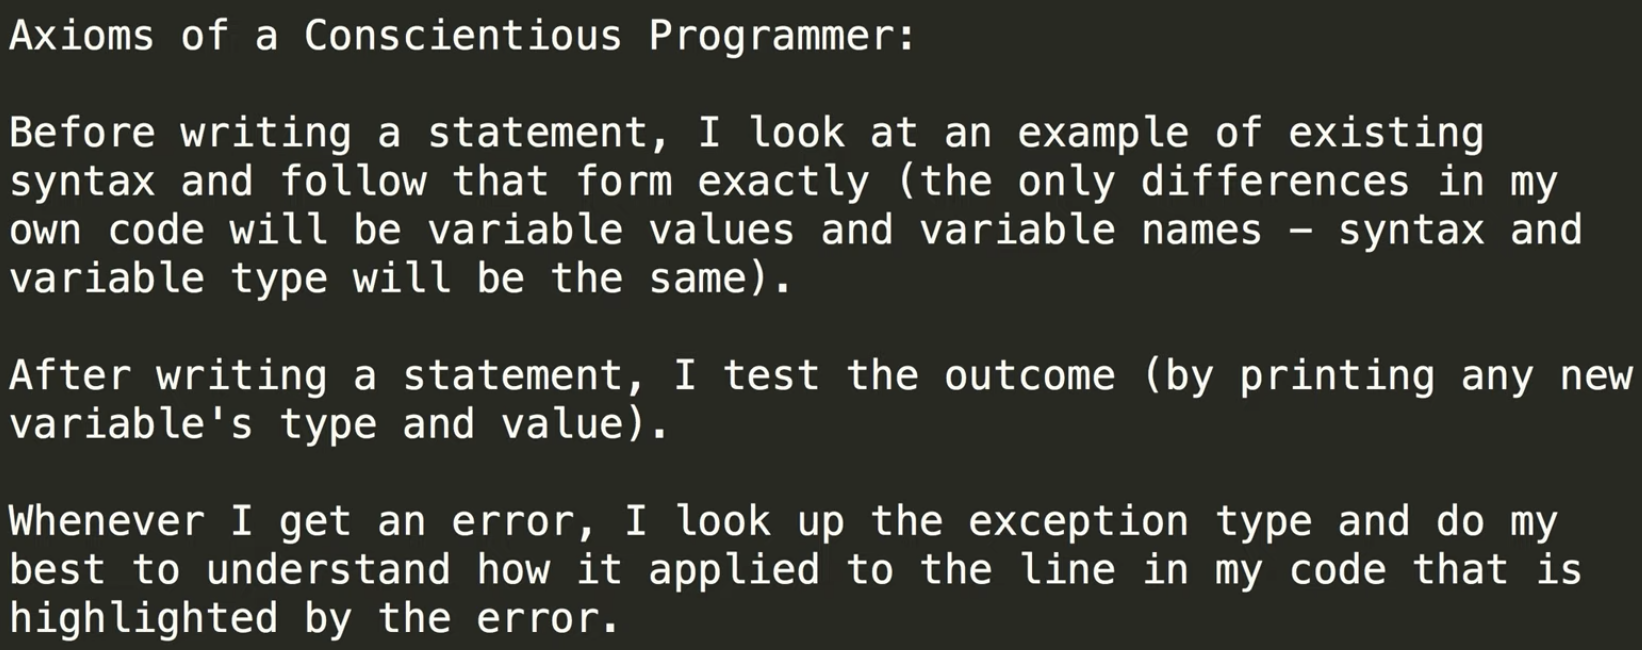 Axioms of a Conscientious Programmer:
Before writing a statement, I look at an example of existing
syntax and follow that form exactly (the only differences in my
own code will be variable values and variable names – syntax and
variable type will be the same).
After writing a statement, I test the outcome (by printing any new
variable's type and value).
Whenever I get an error, I look up the exception type and do my
best to understand how it applied to the line in my code that is
highlighted by the error.